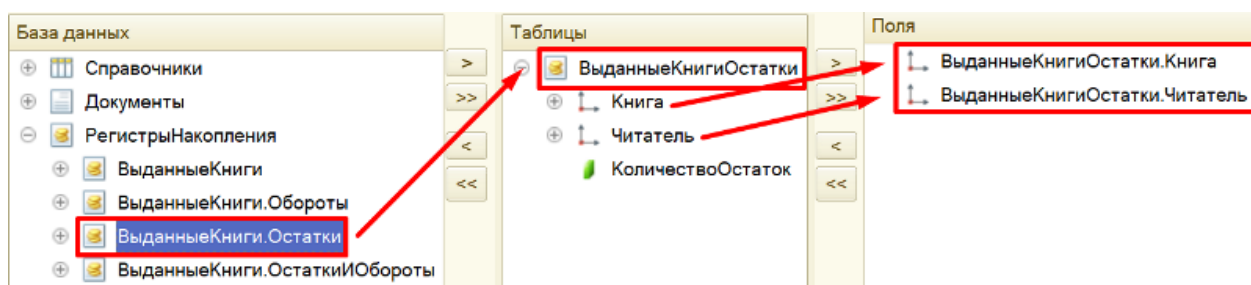 База данных
Справочники
Документы
РегистрыНакопления
ВыданныеКниги
ВыданныеКниги.Обороты
ВыданныеКниги.Остатки
ВыданныеКниги.ОстаткиИОбороты
>
>>
<
<<
Таблицы
ВыданныеКнигиОстатки
Книга
Читатель
КоличествоОстаток
>
>>
<
<<
Поля
ВыданныеКнигиОстатки.Книга
ВыданныеКнигиОстатки.Читатель